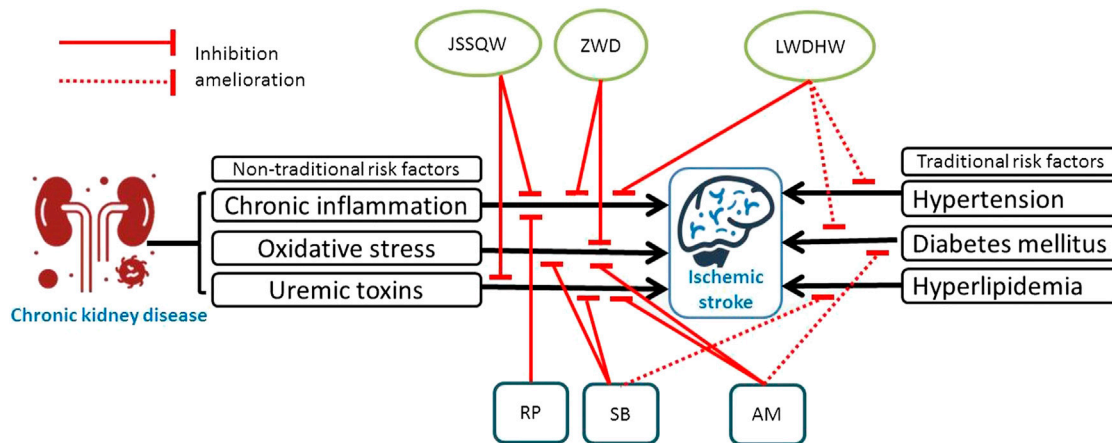 JSSQW
ZWD
LWDHW
Inhibition
amelioration
Non-traditional risk factors
Traditional risk factors
Chronic inflammation
Hypertension
Oxidative stress
Diabetes mellitus
Uremic toxins
Hyperlipidemia
Ischemic
stroke
Chronic kidney disease
RP
SB
AM